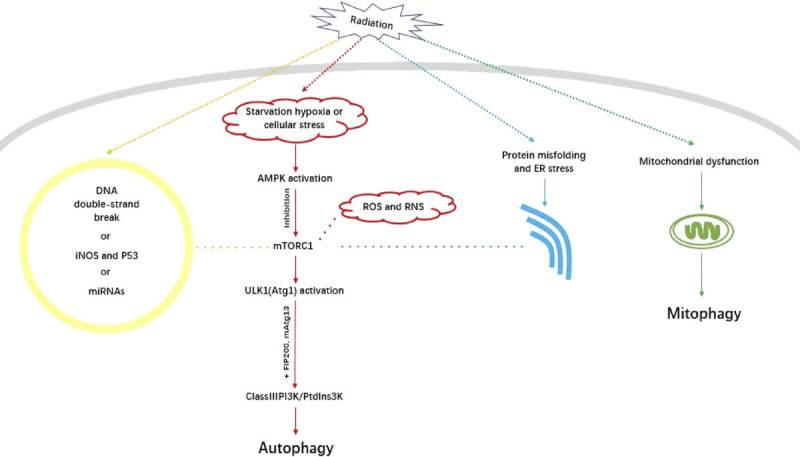 Radiation
Starvation hypoxia or
cellular stress
Protein misfolding
and ER stress
Mitochondrial dysfunction
AMPK activation
DNA
double-strand
break
or
iNOS and P53
or
miRNAs
Inhibition
ROS and RNS
mTORC1
ULK1(Atg1) activation
+ FIP200, mAtg13
Mitophagy
ClassIIIPI3K/PtdIns3K
Autophagy